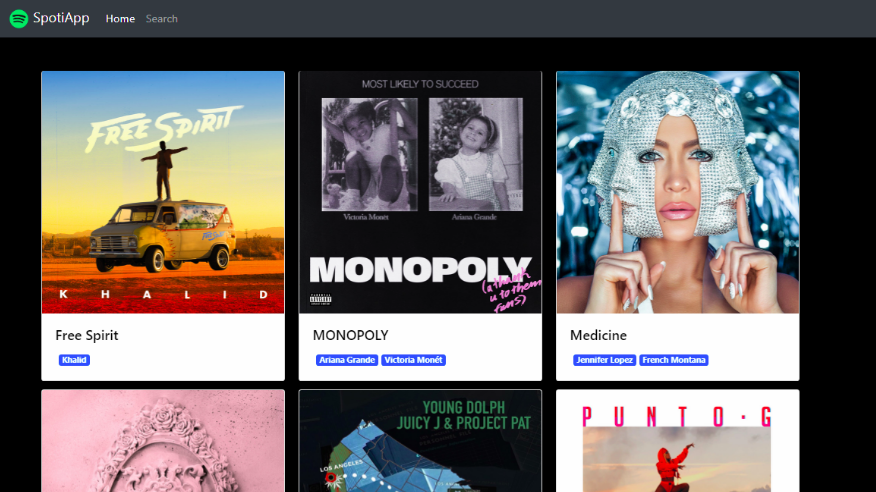 SpotiApp Home Search
FREE SPIRIT
KHALID
Free Spirit
Khalid
MOST LIKELY TO SUCCEED
Victoria Monét Ariana Grande
MONOPOLY
(a thank
u to them
fans)
MONOPOLY
Ariana Grande Victoria Monét
Medicine
Jennifer Lopez French Montana
YOUNG DOLPH
JUICY J & PROJECT PAT
LOS ANGELES
PUNTO·G